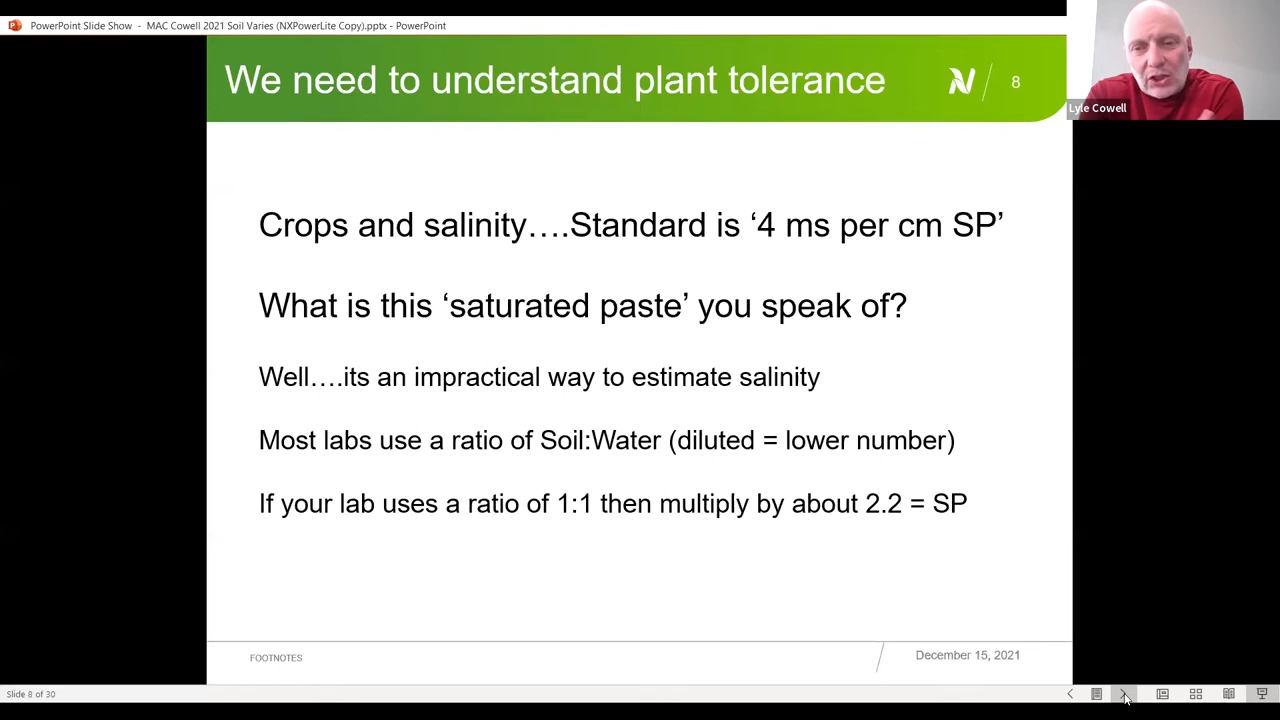 PowerPoint Slide Show - MAC Cowell 2021 Soil Varies (NXPowerLite Copy).pptx - PowerPoint
We need to understand plant tolerance
8
Lyle Cowell
Crops and salinity….Standard is ‘4 ms per cm SP’
What is this ‘saturated paste’ you speak of?
Well….its an impractical way to estimate salinity
Most labs use a ratio of Soil:Water (diluted = lower number)
If your lab uses a ratio of 1:1 then multiply by about 2.2 = SP
FOOTNOTES
December 15, 2021
Slide 8 of 30